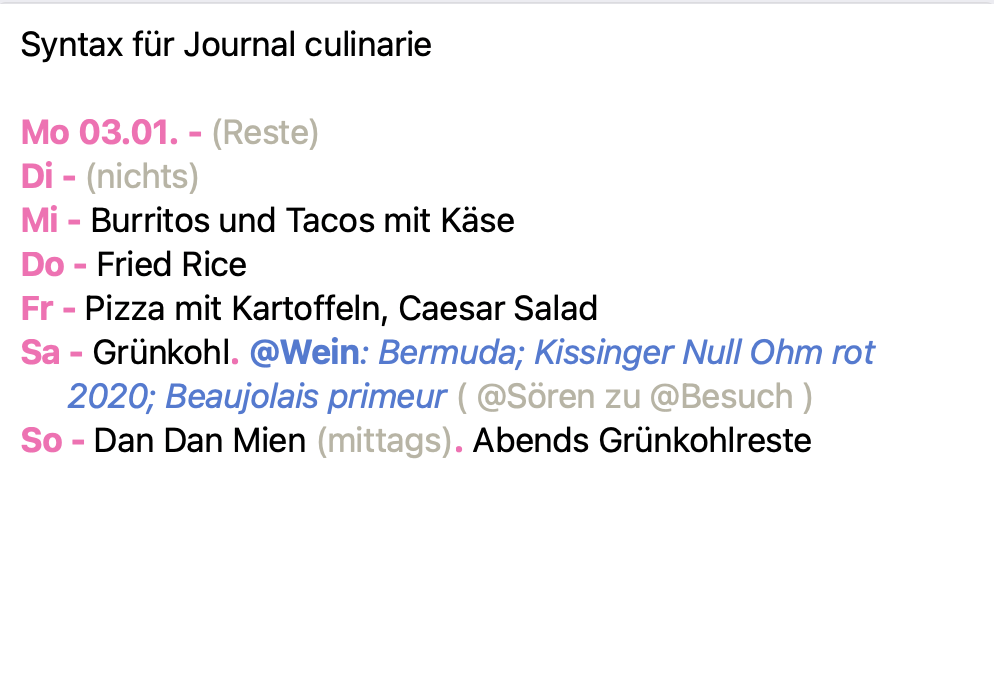 Syntax für Journal culinarie
Mo 03.01. - (Reste)
Di - (nichts)
Mi - Burritos und Tacos mit Käse
Do - Fried Rice
Fr - Pizza mit Kartoffeln, Caesar Salad
Sa - Grünkohl. @Wein: Bermuda; Kissinger Null Ohm rot
2020; Beaujolais primeur ( @Sören zu @Besuch )
So - Dan Dan Mien (mittags). Abends Grünkohlreste